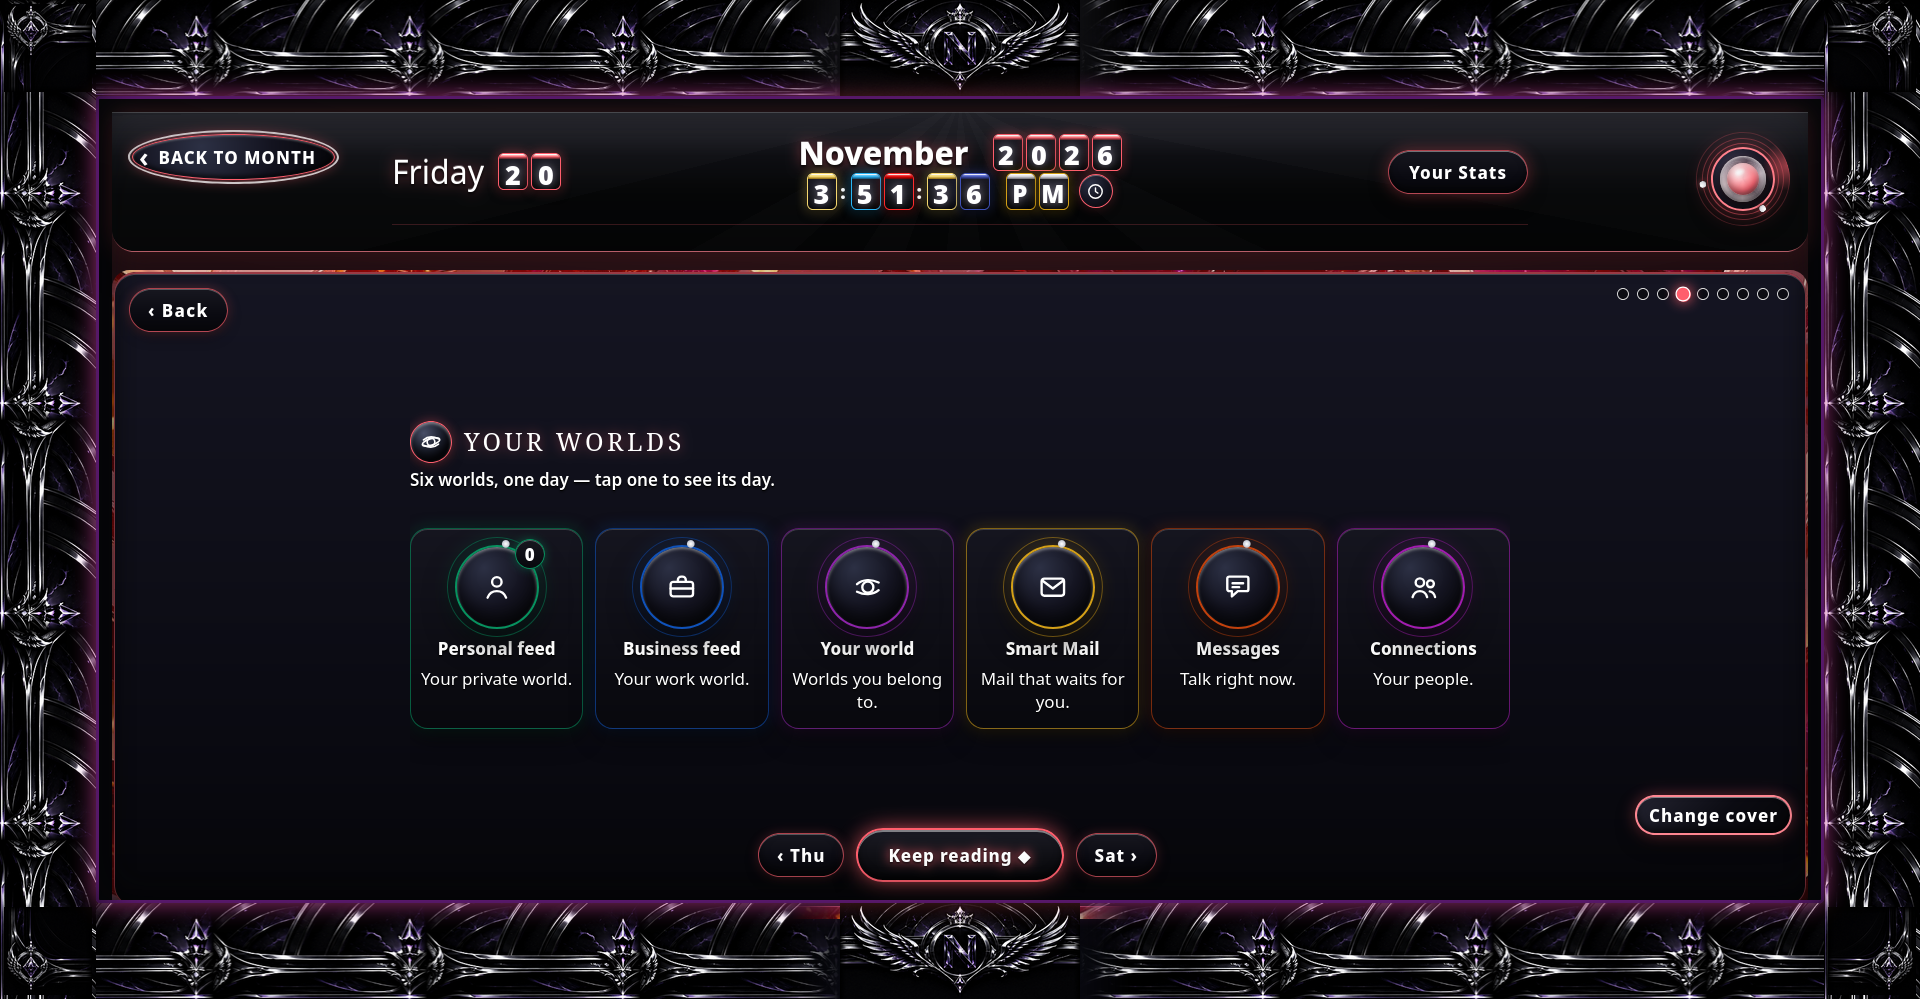 N
‹ BACK TO MONTH
Friday 20
November 2026
3:51:36 PM
Your Stats
‹ Back
YOUR WORLDS
Six worlds, one day — tap one to see its day.
0
Personal feed
Your private world.
Business feed
Your work world.
Your world
Worlds you belong
to.
Smart Mail
Mail that waits for
you.
Messages
Talk right now.
Connections
Your people.
Change cover
‹ Thu
Keep reading ◆
Sat ›
N